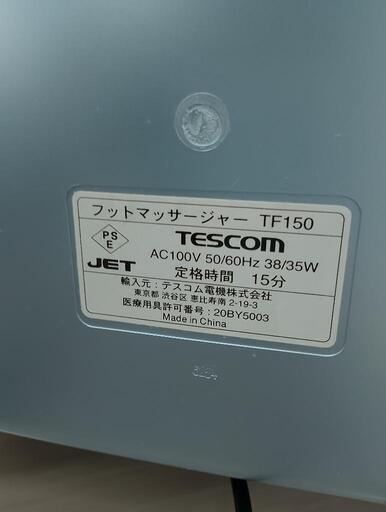 フットマッサージャー TF150
PS
E
TESCOM
AC100V 50/60Hz 38/35W
JET
定格時間 15分
輸入元：テスコム電機株式会社
東京都 渋谷区 恵比寿南 2-19-3
医療用具許可番号：20BY5003
Made in China